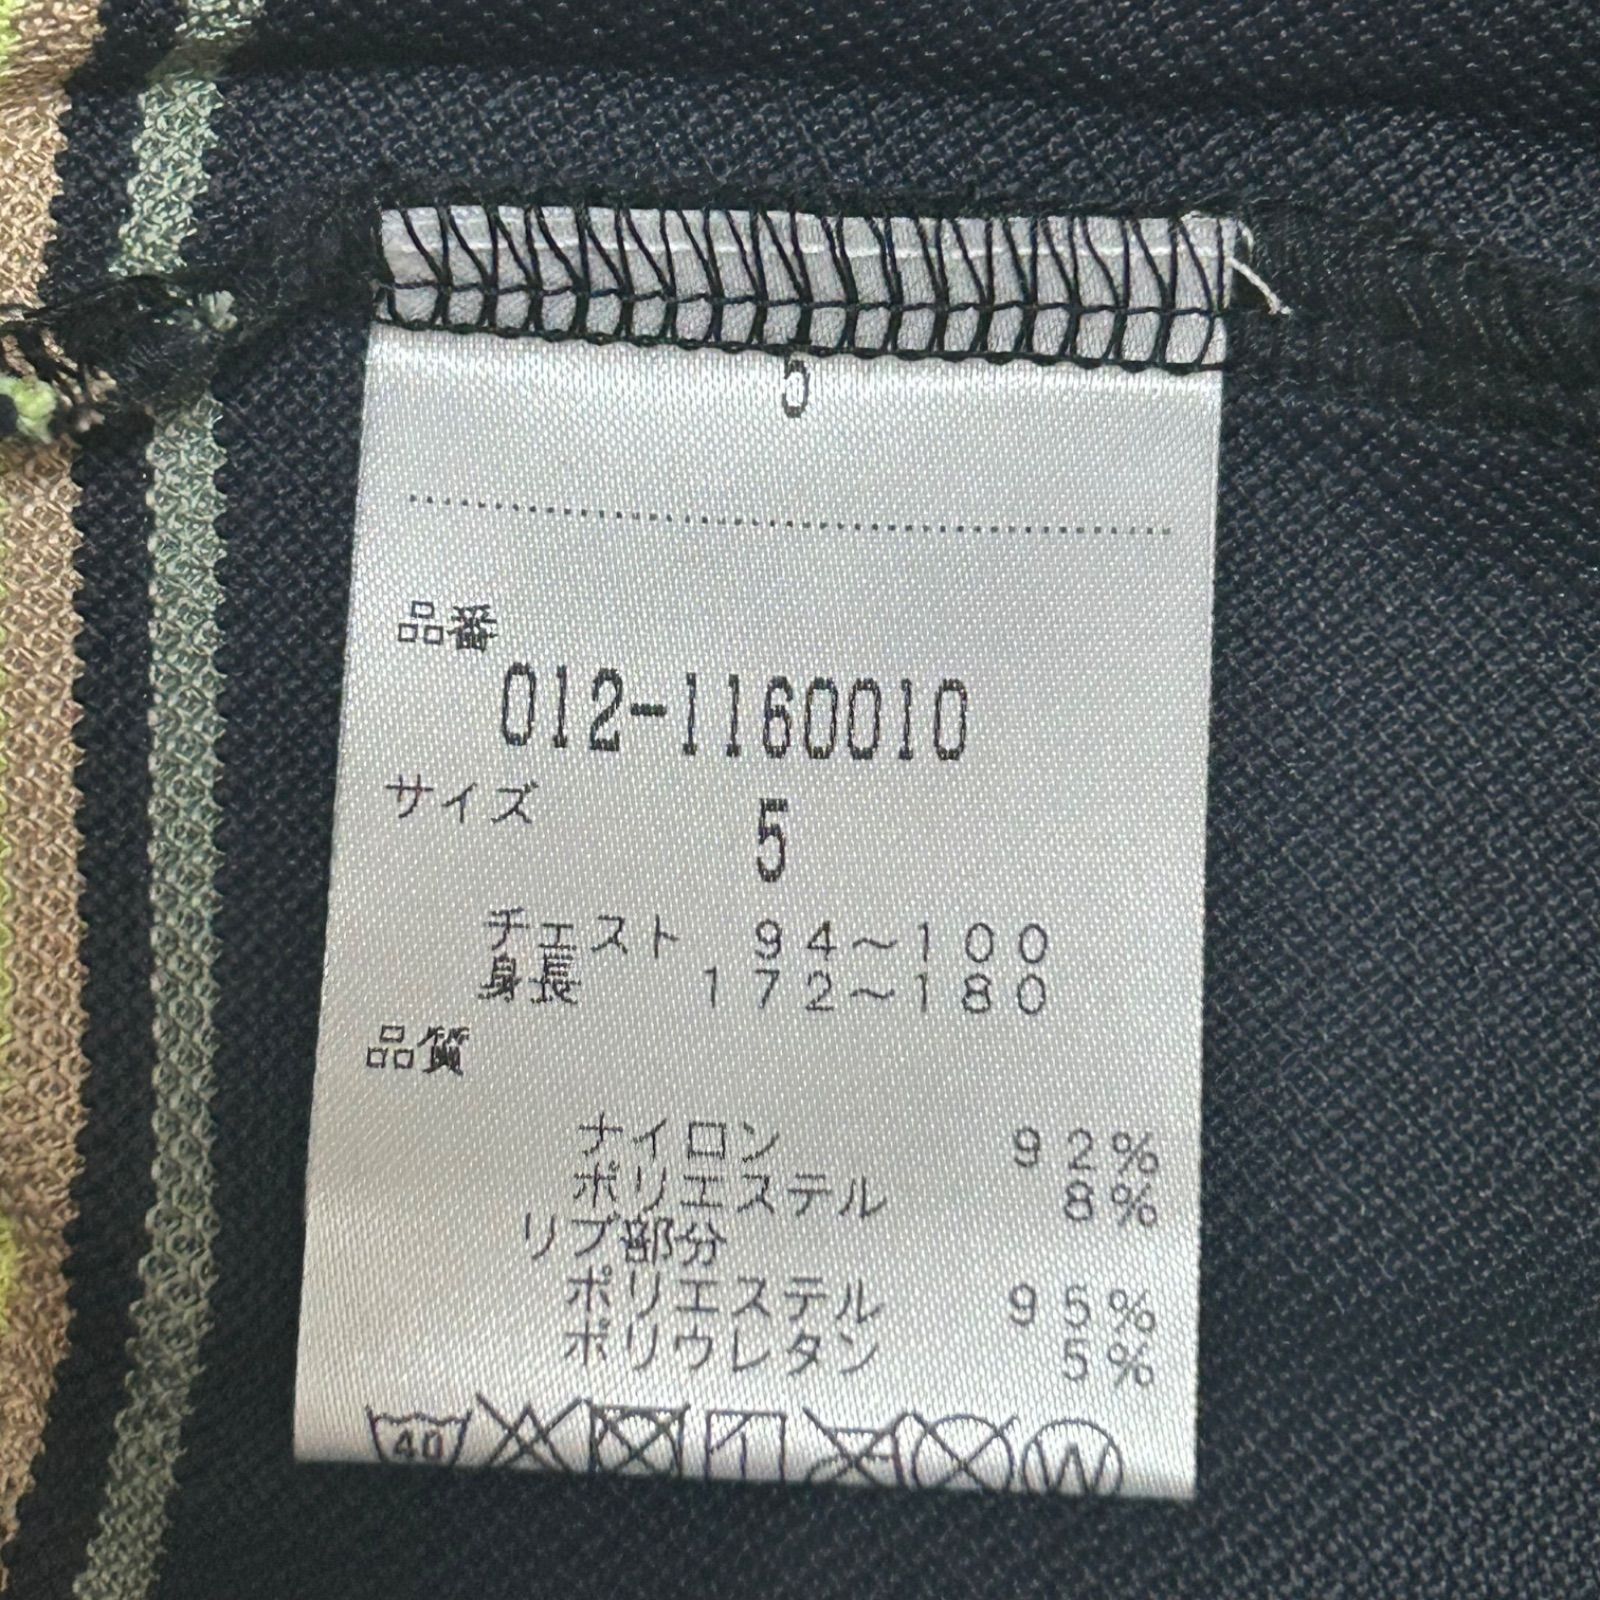 5
品番
012-1160010
サイズ
5
チェスト 94～100
身長 172～180
品質
ナイロン 92%
ポリエステル 8%
リブ部分
ポリエステル 95%
ポリウレタン 5%
40
W